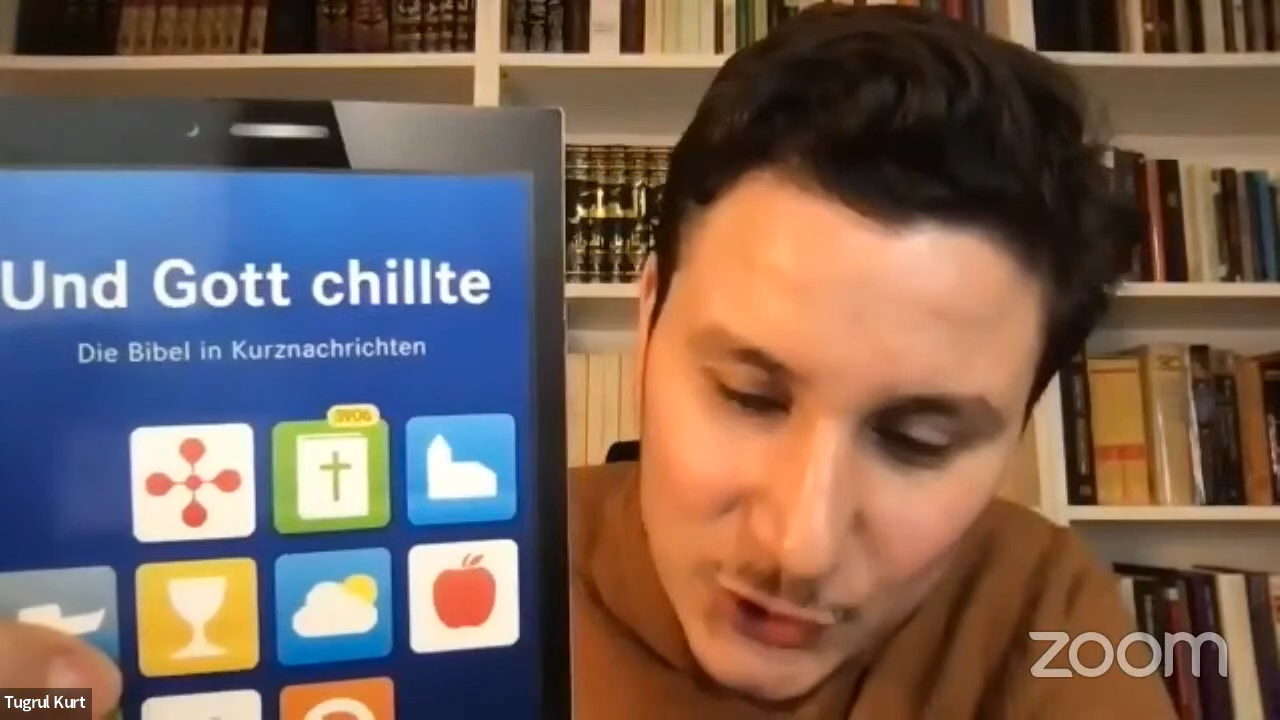 Und Gott chillte
Die Bibel in Kurznachrichten
3906
zoom
Tugrul Kurt